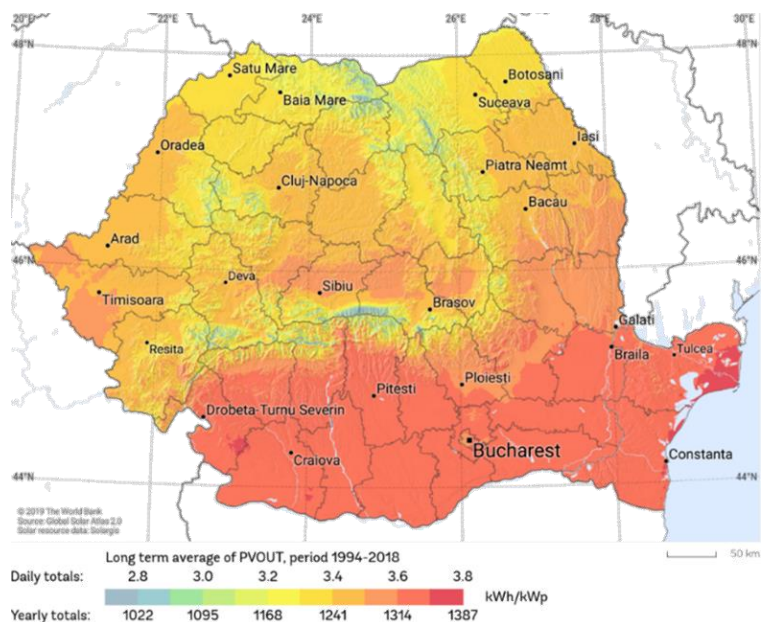 20°E 22°E 24°E 26°E 28°E 30°E
48°N 48°N
Satu Mare
Botosani
Baia Mare
Suceava
Iasi
Oradea
Piatra Neamt
Cluj-Napoca
Bacau
Arad
46°N 46°N
Deva
Sibiu
Timisoara
Brasov
Galati
Resita
Braila
Tulcea
Ploiesti
Pitesti
Drobeta-Turnu Severin
Bucharest
Craiova
Constanta
44°N 44°N
© 2019 The World Bank
Source: Global Solar Atlas 2.0
Solar resource data: Solargis
22°E 24°E 26°E 28°E
50 km
Long term average of PVOUT, period 1994-2018
Daily totals: 2.8 3.0 3.2 3.4 3.6 3.8
kWh/kWp
Yearly totals: 1022 1095 1168 1241 1314 1387